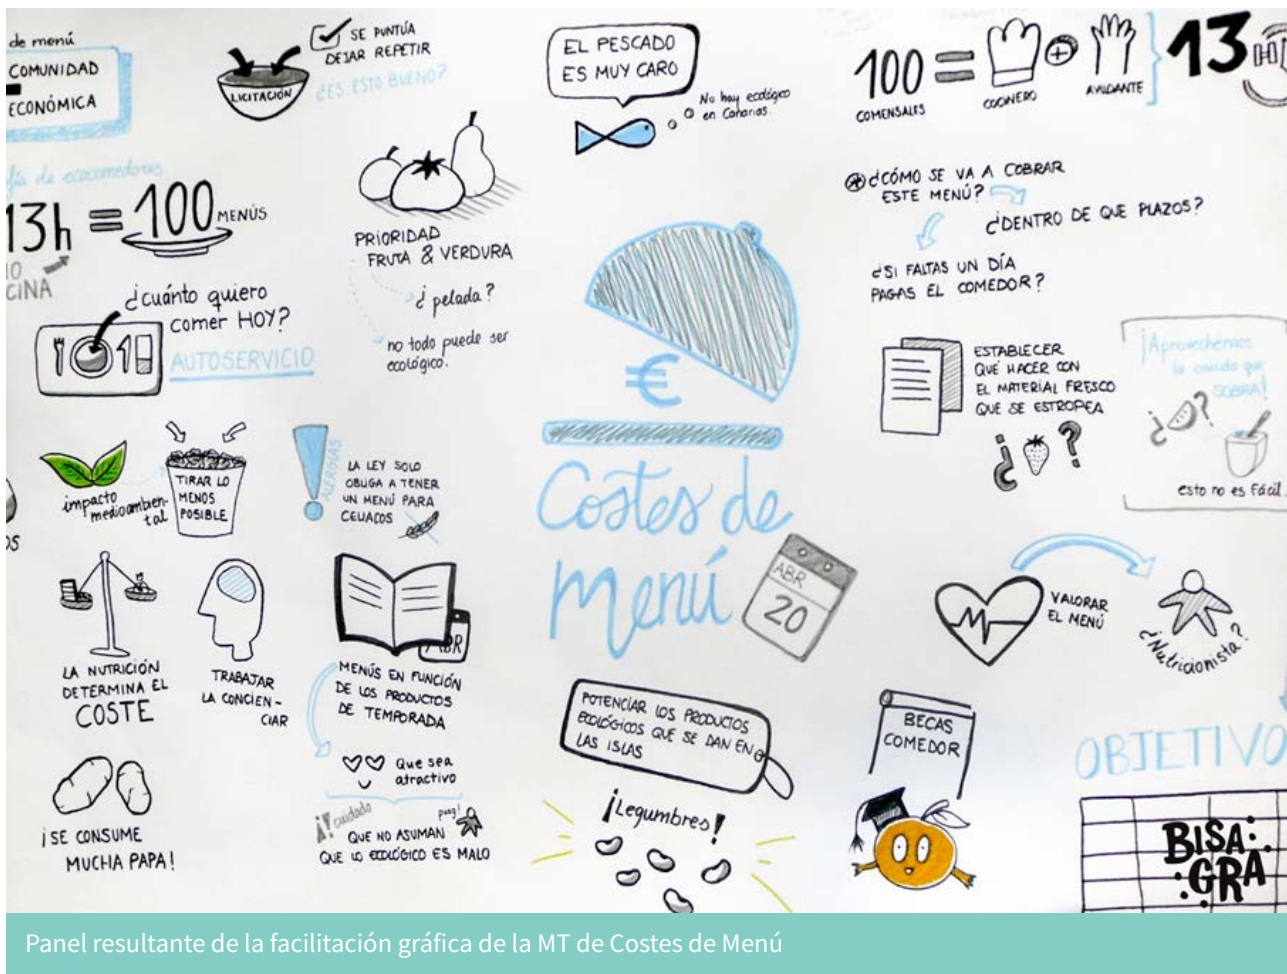 de menú
COMUNIDAD
ECONÓMICA
LICITACIÓN
SE PUNTÚA
DEJAR REPETIR
¿ES ESTO BUENO?
EL PESCADO
ES MUY CARO
No hay ecológico
en Canarias.
100
COMENSALES
=
COCINERO
+
AYUDANTE
13
de ecocomedores
13h = 100 MENÚS
CINA
¿cuánto quiero
comer HOY?
AUTOSERVICIO
PRIORIDAD
FRUTA & VERDURA
¿pelada?
no todo puede ser
ecológico.
¿CÓMO SE VA A COBRAR
ESTE MENÚ?
¿DENTRO DE QUE PLAZOS?
¿SI FALTAS UN DÍA
PAGAS EL COMEDOR?
ESTABLECER
QUÉ HACER CON
EL MATERIAL FRESCO
QUE SE ESTROPEA
¿?
¡Aprovechemos
la comida que
SOBRA!
¿?
esto no es Fácil.
impacto
medioambien-
tal
TIRAR LO
MENOS
POSIBLE
ALERGIAS
LA LEY SOLO
OBLIGA A TENER
UN MENÚ PARA
CELIACOS
€
Costes de
Menú
ABR
20
LA NUTRICIÓN
DETERMINA EL
COSTE
TRABAJAR
LA CONCIEN-
CIAR
ABR
MENÚS EN FUNCIÓN
DE LOS PRODUCTOS
DE TEMPORADA
Que sea
atractivo
¡! cuidado
QUE NO ASUMAN
QUE LO ECOLÓGICO ES MALO
¡SE CONSUME
MUCHA PAPA!
POTENCIAR LOS PRODUCTOS
ECOLÓGICOS QUE SE DAN EN
LAS ISLAS
¡Legumbres!
VALORAR
EL MENÚ
¿Nutricionista?
BECAS
COMEDOR
OBJETIVO
BISA:
:GRA
Panel resultante de la facilitación gráfica de la MT de Costes de Menú